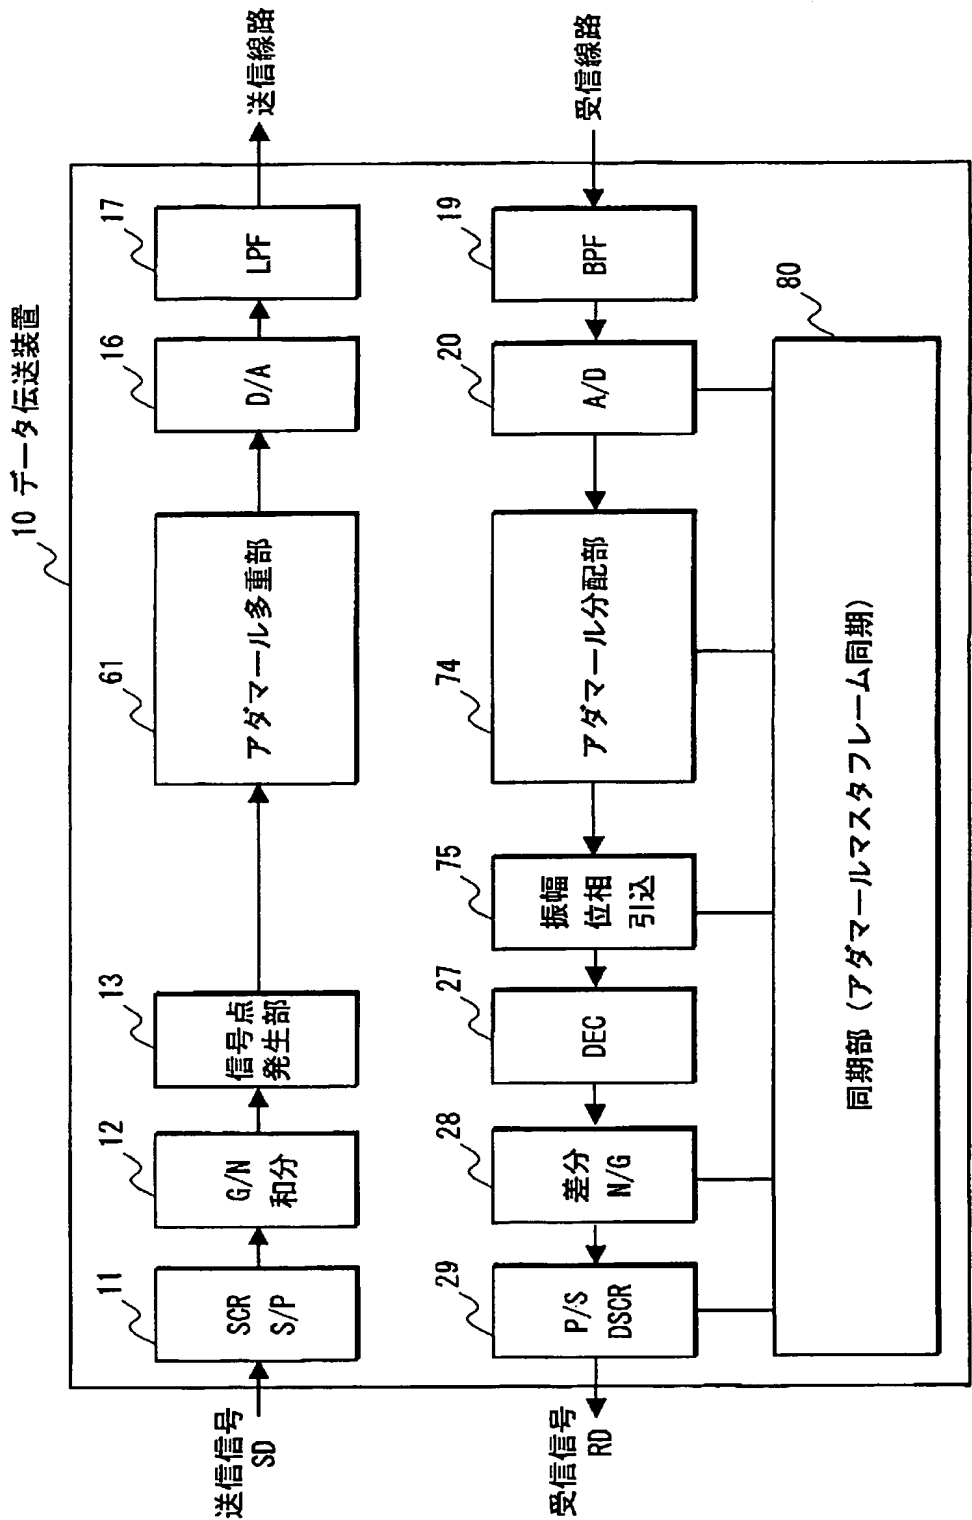 10 データ伝送装置
送信信号
SD
11
SCR
S/P
12
G/N
和分
13
信号点
発生部
61
アダマール多重部
16
D/A
17
LPF
送信線路
受信信号
RD
29
P/S
DSCR
28
差分
N/G
27
DEC
75
振幅
位相
引込
74
アダマール分配部
20
A/D
19
BPF
受信線路
80
同期部(アダマールマスタフレーム同期)